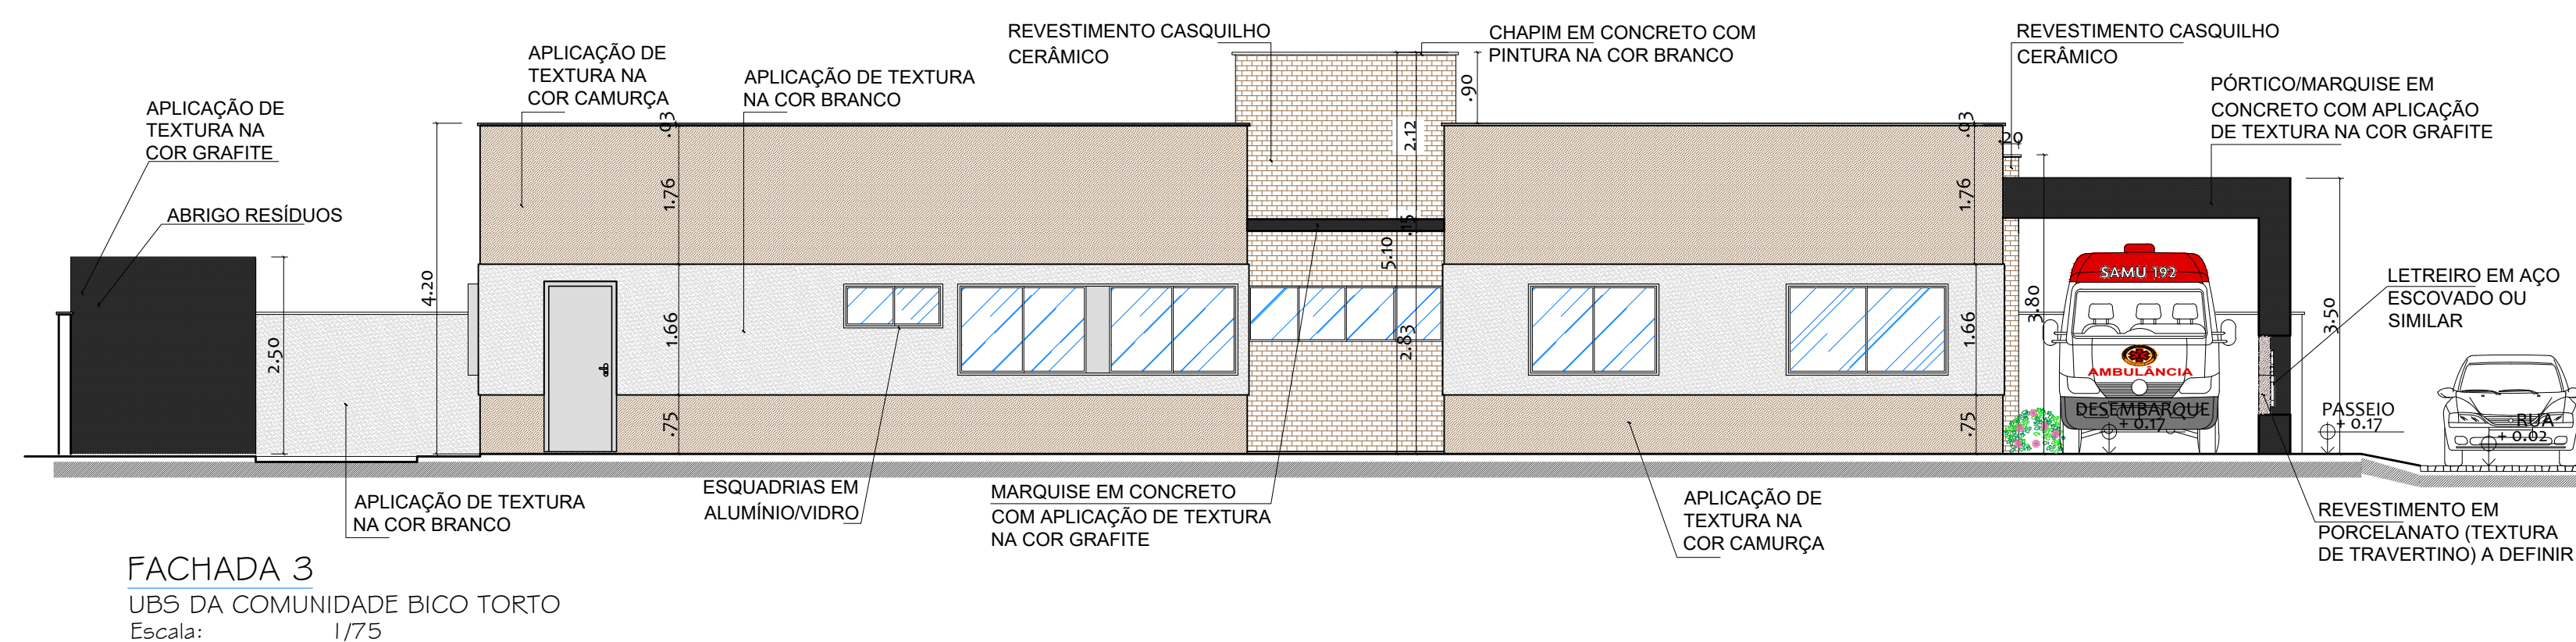 REVESTIMENTO CASQUILHO
CERÂMICO
CHAPIM EM CONCRETO COM
PINTURA NA COR BRANCO
REVESTIMENTO CASQUILHO
CERÂMICO
APLICAÇÃO DE
TEXTURA NA
COR CAMURÇA
APLICAÇÃO DE TEXTURA
NA COR BRANCO
PÓRTICO/MARQUISE EM
CONCRETO COM APLICAÇÃO
DE TEXTURA NA COR GRAFITE
APLICAÇÃO DE
TEXTURA NA
COR GRAFITE
ABRIGO RESÍDUOS
.90
.03
2.12
.03
.20
1.76
1.76
.15
5.10
4.20
2.50
1.66
2.83
1.66
3.80
3.50
.75
.75
SAMU 192
AMBULÂNCIA
DESEMBARQUE
+ 0.17
LETREIRO EM AÇO
ESCOVADO OU
SIMILAR
PASSEIO
+ 0.17
RUA
+ 0.02
APLICAÇÃO DE TEXTURA
NA COR BRANCO
ESQUADRIAS EM
ALUMÍNIO/VIDRO
MARQUISE EM CONCRETO
COM APLICAÇÃO DE TEXTURA
NA COR GRAFITE
APLICAÇÃO DE
TEXTURA NA
COR CAMURÇA
REVESTIMENTO EM
PORCELANATO (TEXTURA
DE TRAVERTINO) A DEFINIR
FACHADA 3
UBS DA COMUNIDADE BICO TORTO
Escala: 1/75